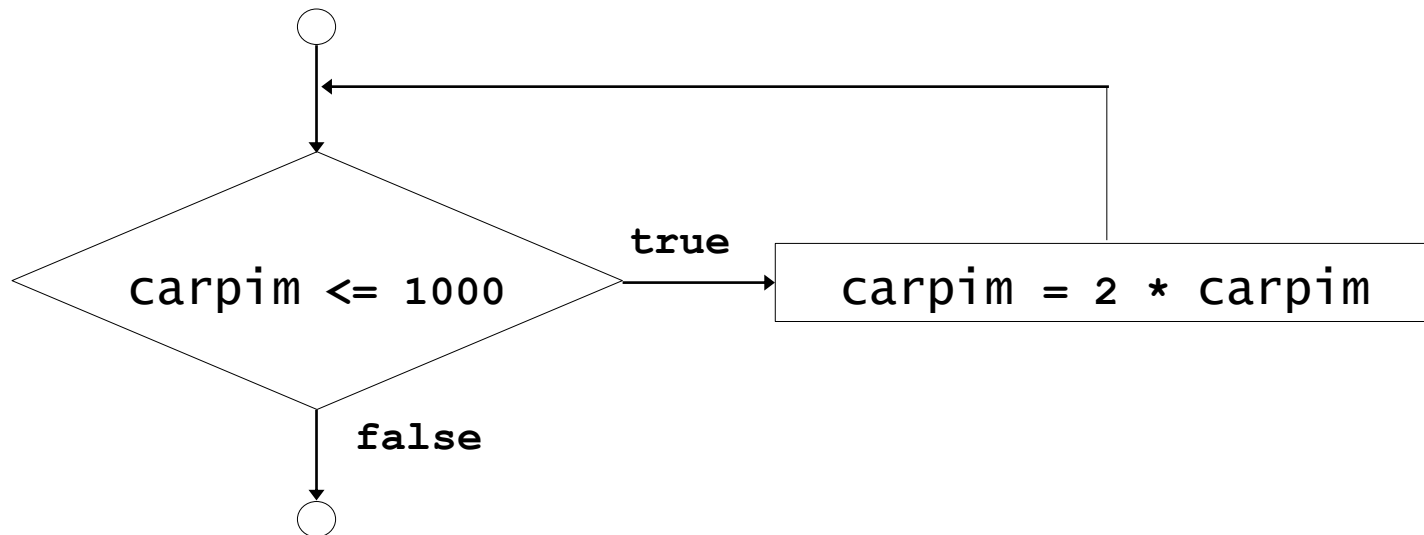 true
carpim <= 1000
carpim = 2 * carpim
false